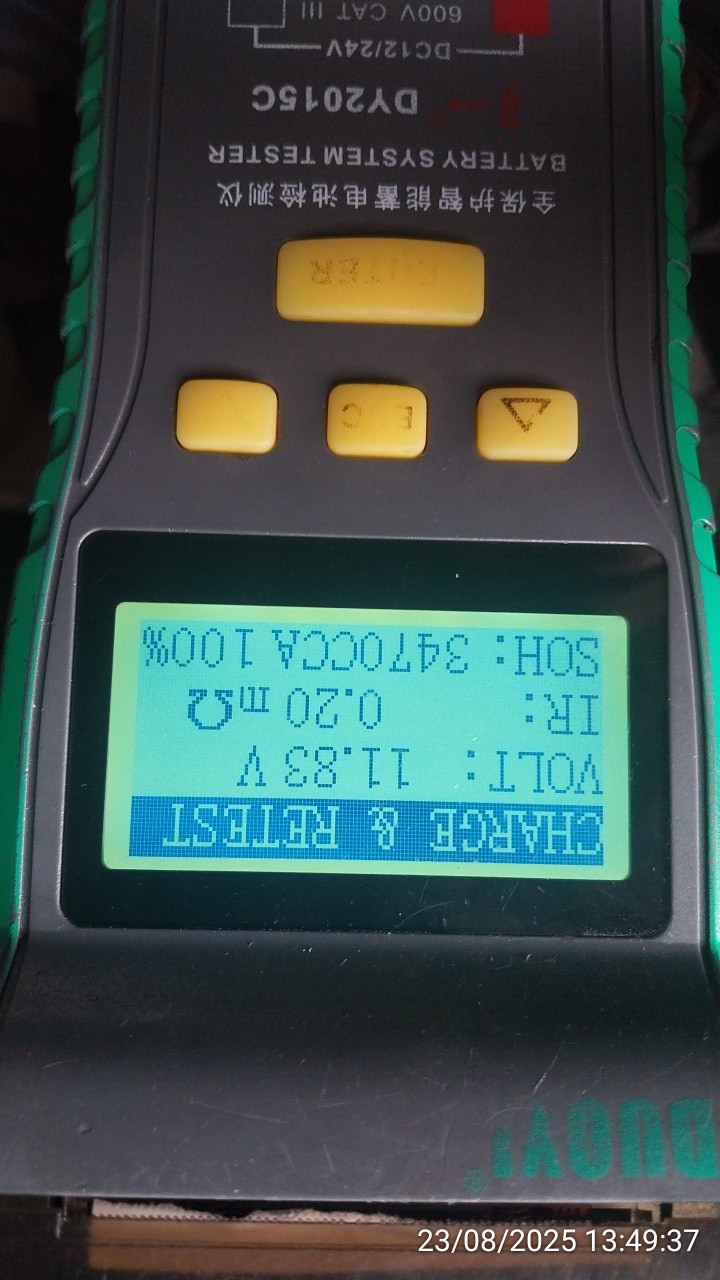 DUOYI®
CHARGE & RETEST
VOLT: 11.83 V
IR: 0.20 mΩ
SOH: 3470CCA 100%
E C
ENTER
全保护智能蓄电池检测仪
BATTERY SYSTEM TESTER
DY2015C
DC12/24V
600V CAT III
23/08/2025 13:49:37